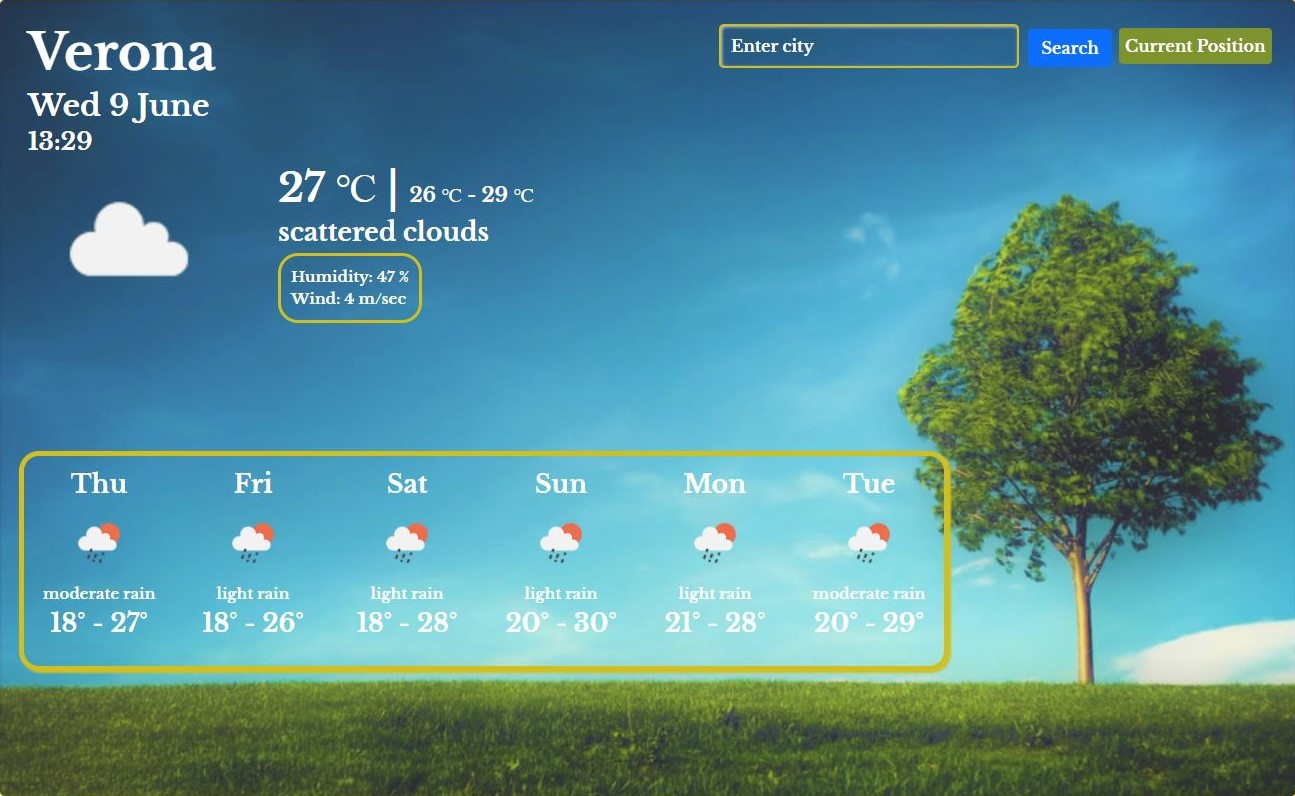 Verona
Wed 9 June
13:29
Enter city
Search
Current Position
27 °C | 26 °C - 29 °C
scattered clouds
Humidity: 47 %
Wind: 4 m/sec
Thu Fri Sat Sun Mon Tue
moderate rain light rain light rain light rain light rain moderate rain
18° - 27° 18° - 26° 18° - 28° 20° - 30° 21° - 28° 20° - 29°